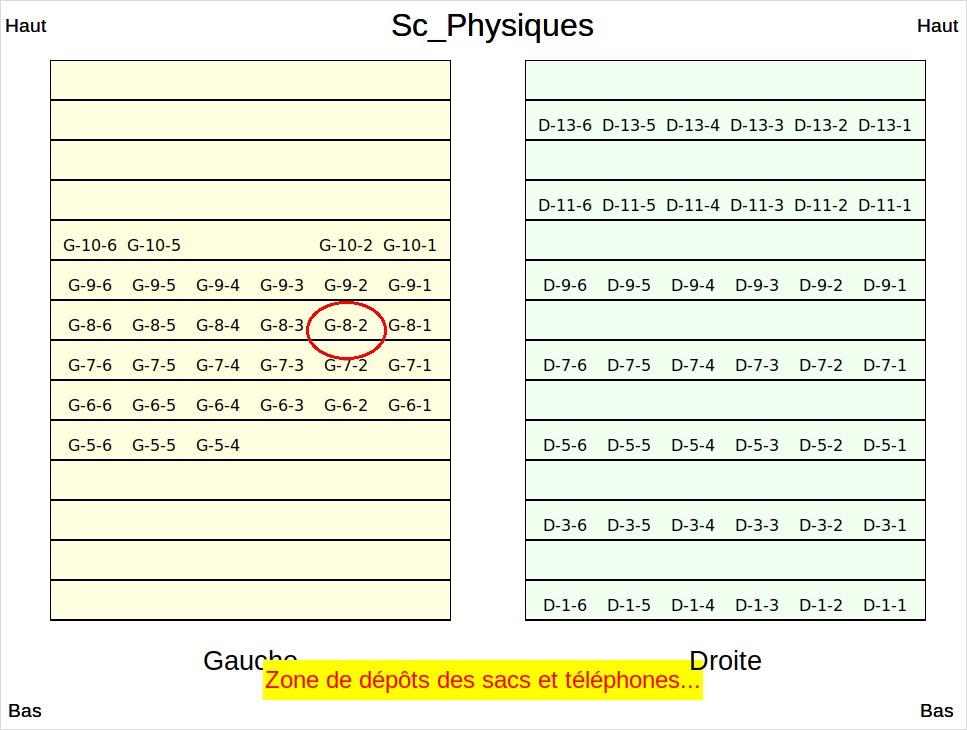 Sc_Physiques
Haut Haut
D-13-6 D-13-5 D-13-4 D-13-3 D-13-2 D-13-1
D-11-6 D-11-5 D-11-4 D-11-3 D-11-2 D-11-1
G-10-6 G-10-5 G-10-2 G-10-1
G-9-6 G-9-5 G-9-4 G-9-3 G-9-2 G-9-1 D-9-6 D-9-5 D-9-4 D-9-3 D-9-2 D-9-1
G-8-6 G-8-5 G-8-4 G-8-3 G-8-2 G-8-1
G-7-6 G-7-5 G-7-4 G-7-3 G-7-2 G-7-1 D-7-6 D-7-5 D-7-4 D-7-3 D-7-2 D-7-1
G-6-6 G-6-5 G-6-4 G-6-3 G-6-2 G-6-1
G-5-6 G-5-5 G-5-4 D-5-6 D-5-5 D-5-4 D-5-3 D-5-2 D-5-1
D-3-6 D-3-5 D-3-4 D-3-3 D-3-2 D-3-1
D-1-6 D-1-5 D-1-4 D-1-3 D-1-2 D-1-1
Gauche Droite
Zone de dépôts des sacs et téléphones...
Bas Bas